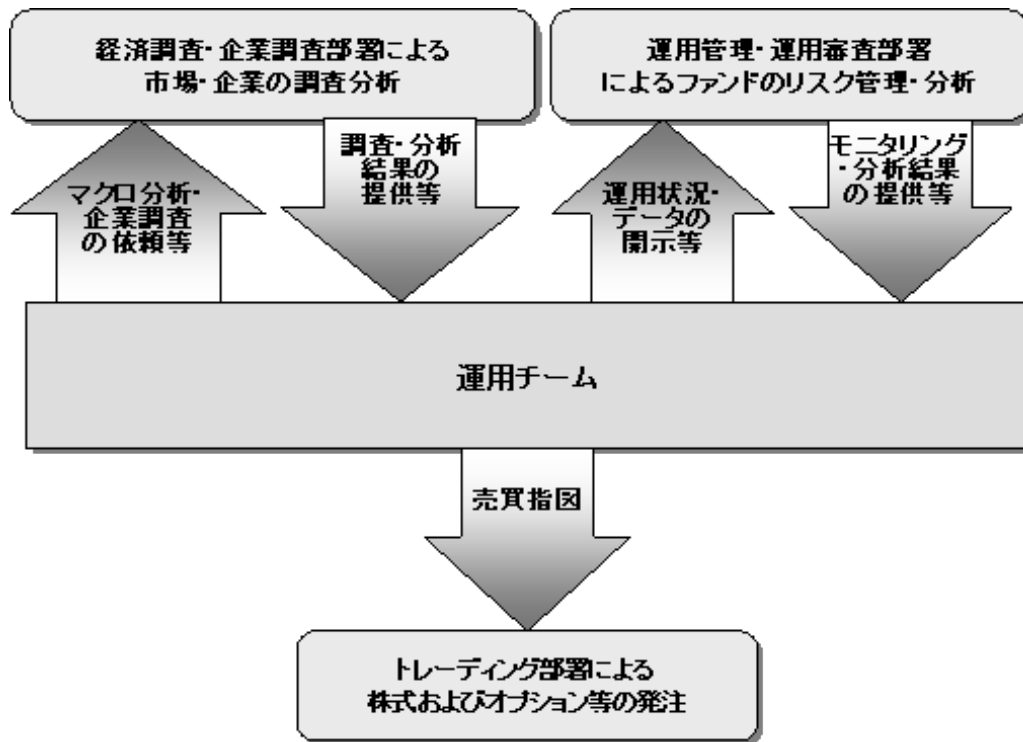 経済調査・企業調査部署による
市場・企業の調査分析
運用管理・運用審査部署
によるファンドのリスク管理・分析
マクロ分析・
企業調査
の依頼等
調査・分析
結果の
提供等
運用状況・
データの
開示等
モニタリング
・分析結果
の提供等
運用チーム
売買指図
トレーディング部署による
株式およびオプション等の発注